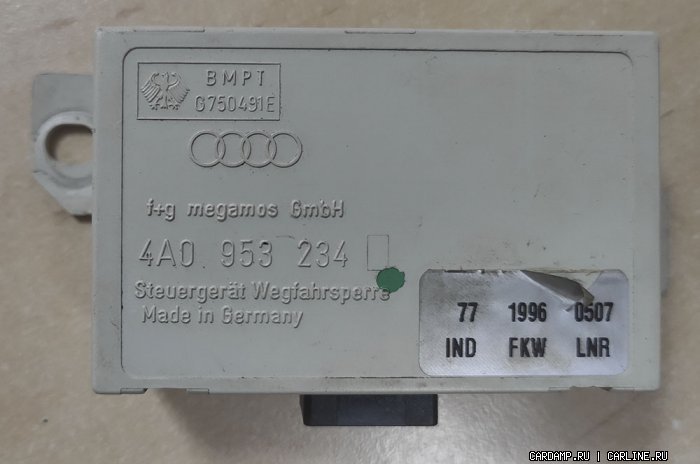 BMPT
G750491E
f+g megamos GmbH
4A0 953 234
Steuergerät Wegfahrsperre
Made in Germany
77 1996 0507
IND FKW LNR
CARDAMP.RU | CARLINE.RU